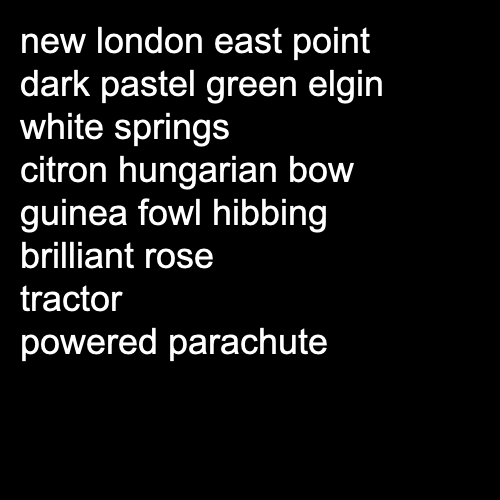 new london east point
dark pastel green elgin
white springs
citron hungarian bow
guinea fowl hibbing
brilliant rose
tractor
powered parachute